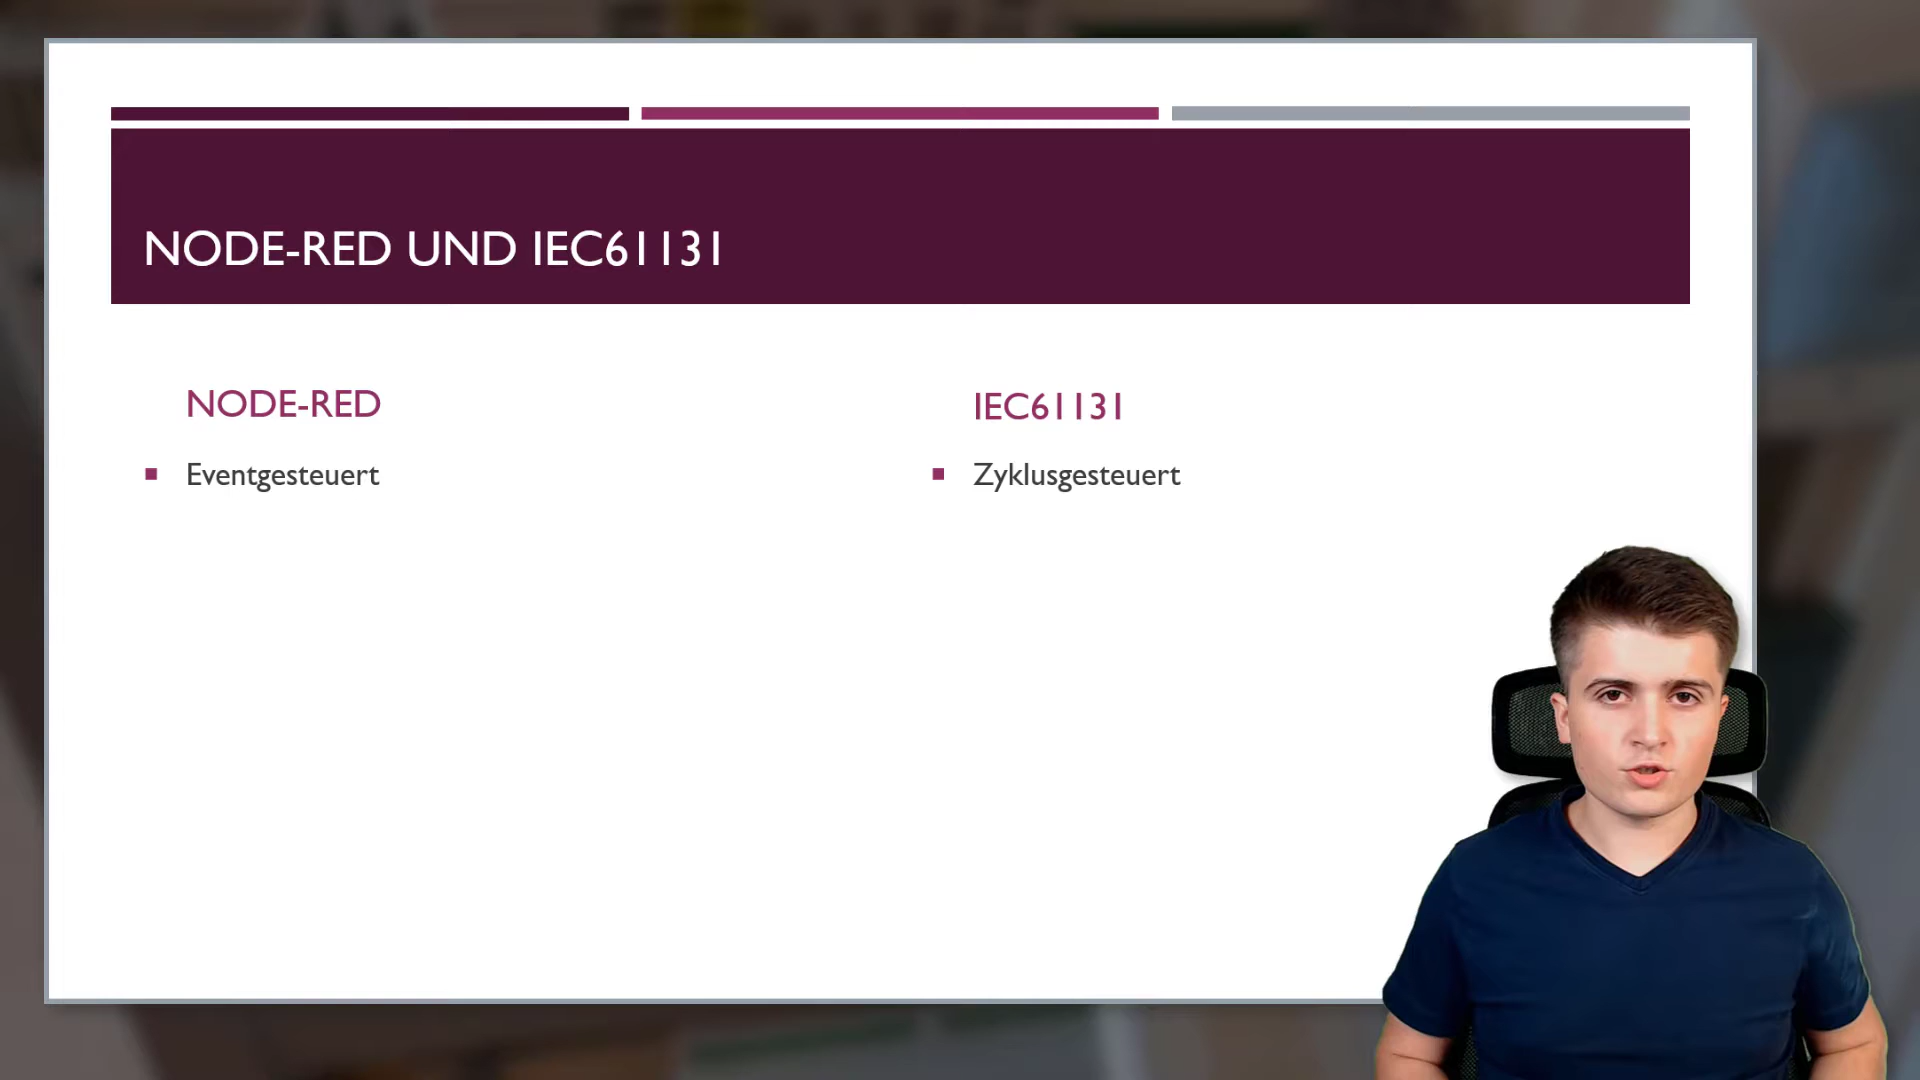 NODE-RED UND IEC61131
NODE-RED
Eventgesteuert
IEC61131
Zyklusgesteuert